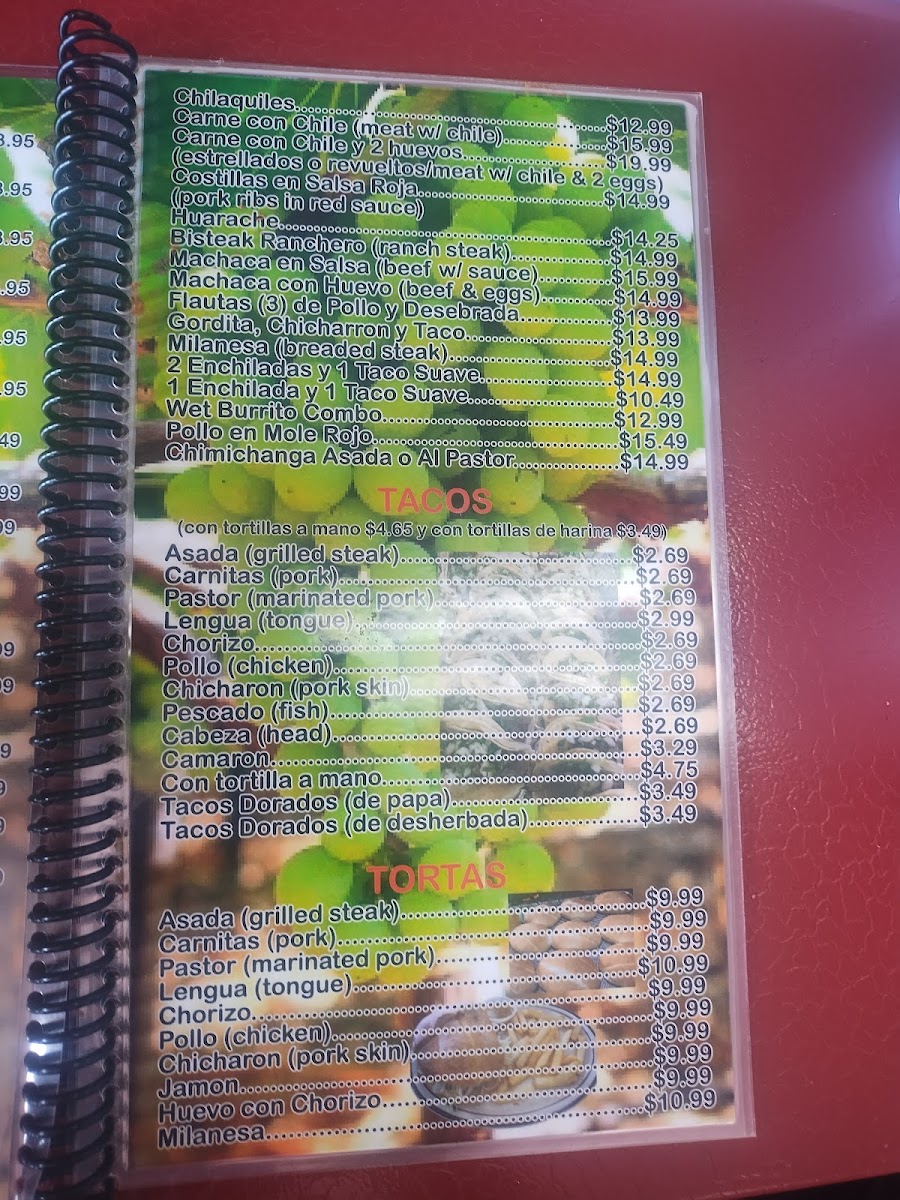 Chilaquiles..........$12.99
Carne con Chile (meat w/ chile)..........$15.99
Carne con Chile y 2 huevos..........$19.99
(estrellados o revueltos/meat w/ chile & 2 eggs)
Costillas en Salsa Roja..........$14.99
(pork ribs in red sauce)
Huarache..........$14.25
Bisteak Ranchero (ranch steak)..........$14.99
Machaca en Salsa (beef w/ sauce)..........$15.99
Machaca con Huevo (beef & eggs)..........$14.99
Flautas (3) de Pollo y Desebrada..........$13.99
Gordita, Chicharron y Taco..........$13.99
Milanesa (breaded steak)..........$14.99
2 Enchiladas y 1 Taco Suave..........$14.99
1 Enchilada y 1 Taco Suave..........$10.49
Wet Burrito Combo..........$12.99
Pollo en Mole Rojo..........$15.49
Chimichanga Asada o Al Pastor..........$14.99
TACOS
(con tortillas a mano $4.65 y con tortillas de harina $3.49)
Asada (grilled steak)..........$2.69
Carnitas (pork)..........$2.69
Pastor (marinated pork)..........$2.69
Lengua (tongue)..........$2.99
Chorizo..........$2.69
Pollo (chicken)..........$2.69
Chicharon (pork skin)..........$2.69
Pescado (fish)..........$2.69
Cabeza (head)..........$2.69
Camaron..........$3.29
Con tortilla a mano..........$4.75
Tacos Dorados (de papa)..........$3.49
Tacos Dorados (de desherbada)..........$3.49
TORTAS
Asada (grilled steak)..........$9.99
Carnitas (pork)..........$9.99
Pastor (marinated pork)..........$9.99
Lengua (tongue)..........$10.99
Chorizo..........$9.99
Pollo (chicken)..........$9.99
Chicharon (pork skin)..........$9.99
Jamon..........$9.99
Huevo con Chorizo..........$9.99
Milanesa..........$10.99